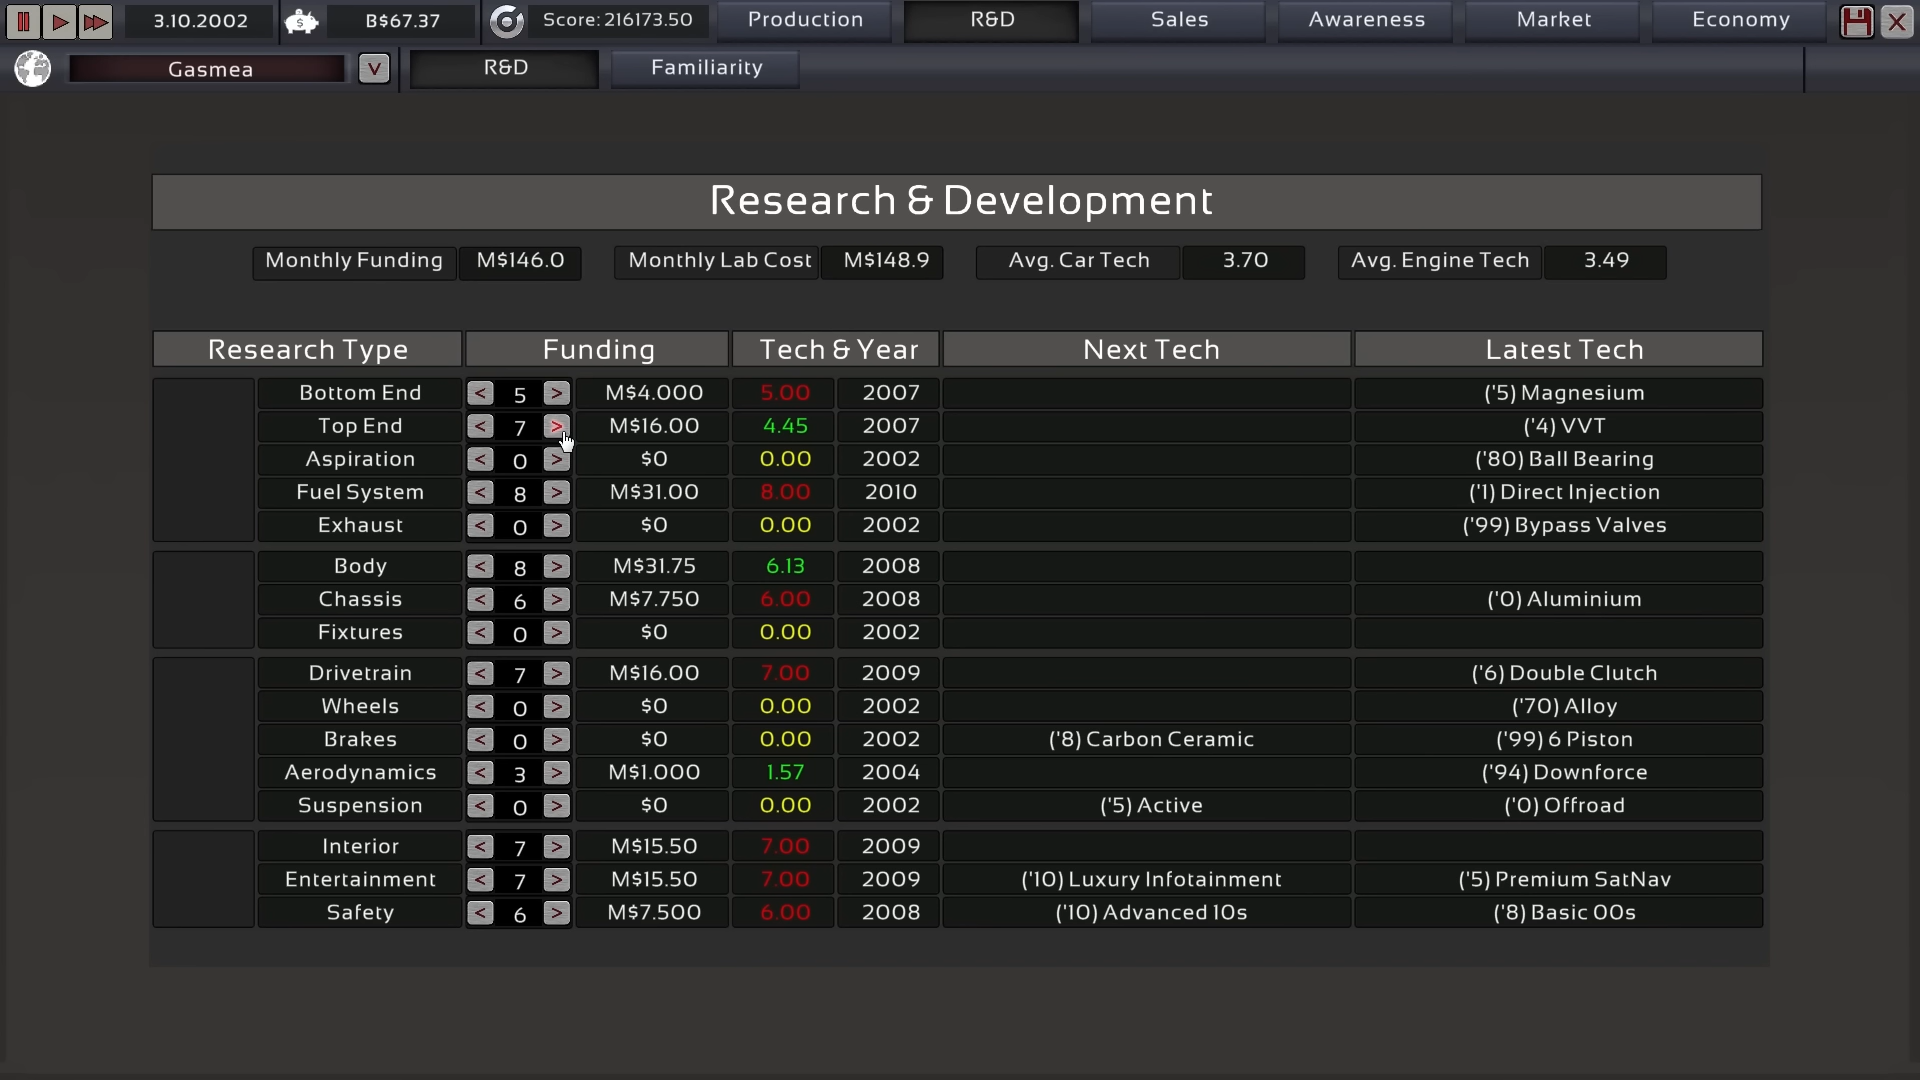 3.10.2002 B$67.37 Score: 216173.50 Production R&D Sales Awareness Market Economy
Gasmea V R&D Familiarity
Research & Development
Monthly Funding M$146.0 Monthly Lab Cost M$148.9 Avg. Car Tech 3.70 Avg. Engine Tech 3.49
Research Type Funding Tech & Year Next Tech Latest Tech
Bottom End < 5 > M$4.000 5.00 2007 ('5) Magnesium
Top End < 7 > M$16.00 4.45 2007 ('4) VVT
Aspiration < 0 > $0 0.00 2002 ('80) Ball Bearing
Fuel System < 8 > M$31.00 8.00 2010 ('1) Direct Injection
Exhaust < 0 > $0 0.00 2002 ('99) Bypass Valves
Body < 8 > M$31.75 6.13 2008
Chassis < 6 > M$7.750 6.00 2008 ('0) Aluminium
Fixtures < 0 > $0 0.00 2002
Drivetrain < 7 > M$16.00 7.00 2009 ('6) Double Clutch
Wheels < 0 > $0 0.00 2002 ('70) Alloy
Brakes < 0 > $0 0.00 2002 ('8) Carbon Ceramic ('99) 6 Piston
Aerodynamics < 3 > M$1.000 1.57 2004 ('94) Downforce
Suspension < 0 > $0 0.00 2002 ('5) Active ('0) Offroad
Interior < 7 > M$15.50 7.00 2009
Entertainment < 7 > M$15.50 7.00 2009 ('10) Luxury Infotainment ('5) Premium SatNav
Safety < 6 > M$7.500 6.00 2008 ('10) Advanced 10s ('8) Basic 00s